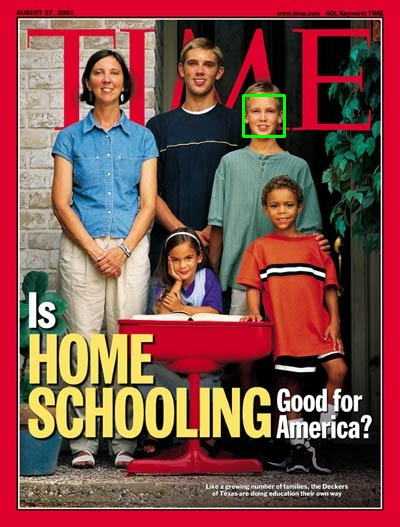 AUGUST 27, 2001
www.time.com AOL Keyword: TIME
TIME
Is
HOME
SCHOOLING
Good for
America?
Like a growing number of families, the Deckers
of Texas are doing education their own way